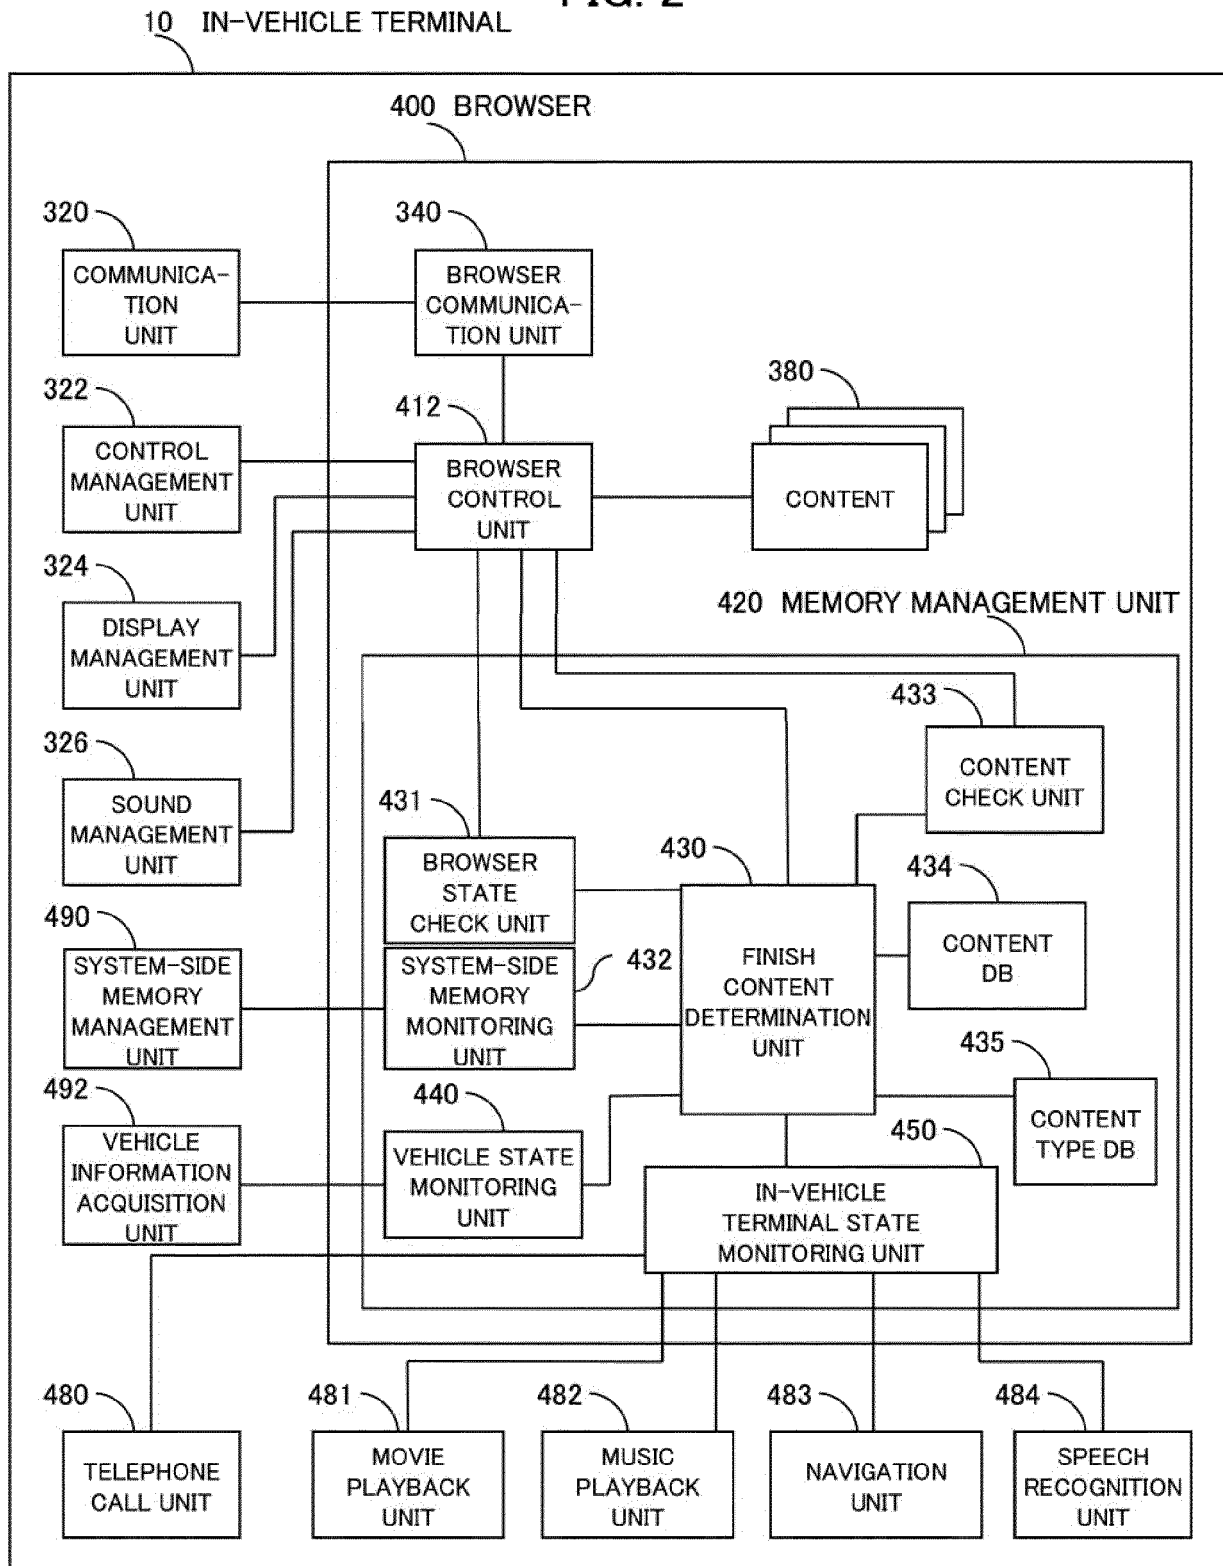 FIG. 2
10 IN-VEHICLE TERMINAL
400 BROWSER
320
COMMUNICA-
TION
UNIT
340
BROWSER
COMMUNICA-
TION UNIT
322
CONTROL
MANAGEMENT
UNIT
412
BROWSER
CONTROL
UNIT
380
CONTENT
324
DISPLAY
MANAGEMENT
UNIT
420 MEMORY MANAGEMENT UNIT
326
SOUND
MANAGEMENT
UNIT
433
CONTENT
CHECK UNIT
431
BROWSER
STATE
CHECK UNIT
430
FINISH
CONTENT
DETERMINATION
UNIT
434
CONTENT
DB
490
SYSTEM-SIDE
MEMORY
MANAGEMENT
UNIT
432
SYSTEM-SIDE
MEMORY
MONITORING
UNIT
435
CONTENT
TYPE DB
492
VEHICLE
INFORMATION
ACQUISITION
UNIT
440
VEHICLE STATE
MONITORING
UNIT
450
IN-VEHICLE
TERMINAL STATE
MONITORING UNIT
480
TELEPHONE
CALL UNIT
481
MOVIE
PLAYBACK
UNIT
482
MUSIC
PLAYBACK
UNIT
483
NAVIGATION
UNIT
484
SPEECH
RECOGNITION
UNIT